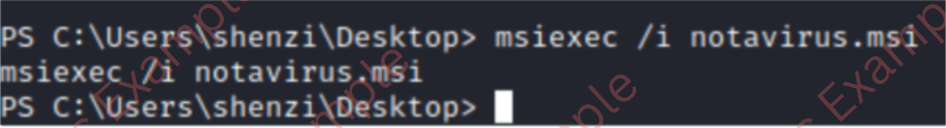 PS C:\Users\shenzi\Desktop> msiexec /i notavirus.msi
msiexec /i notavirus.msi
PS C:\Users\shenzi\Desktop>